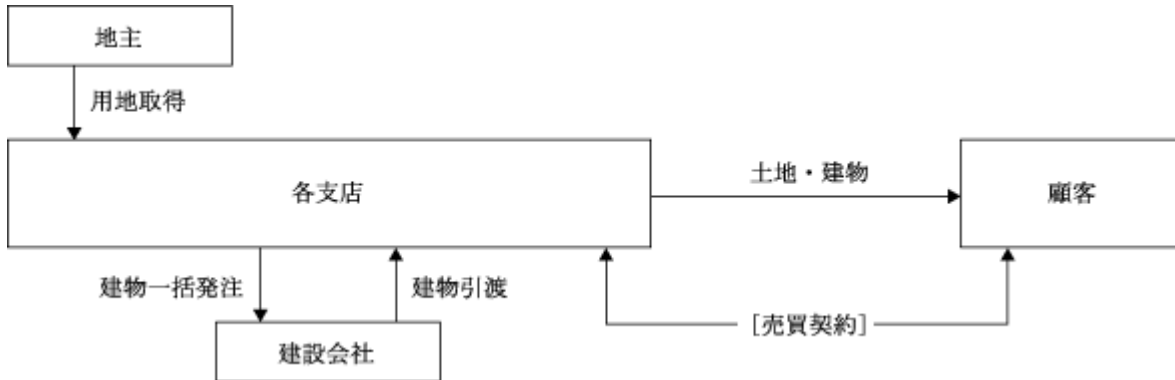 地主
用地取得
各支店
土地・建物
顧客
建物一括発注
建物引渡
[売買契約]
建設会社